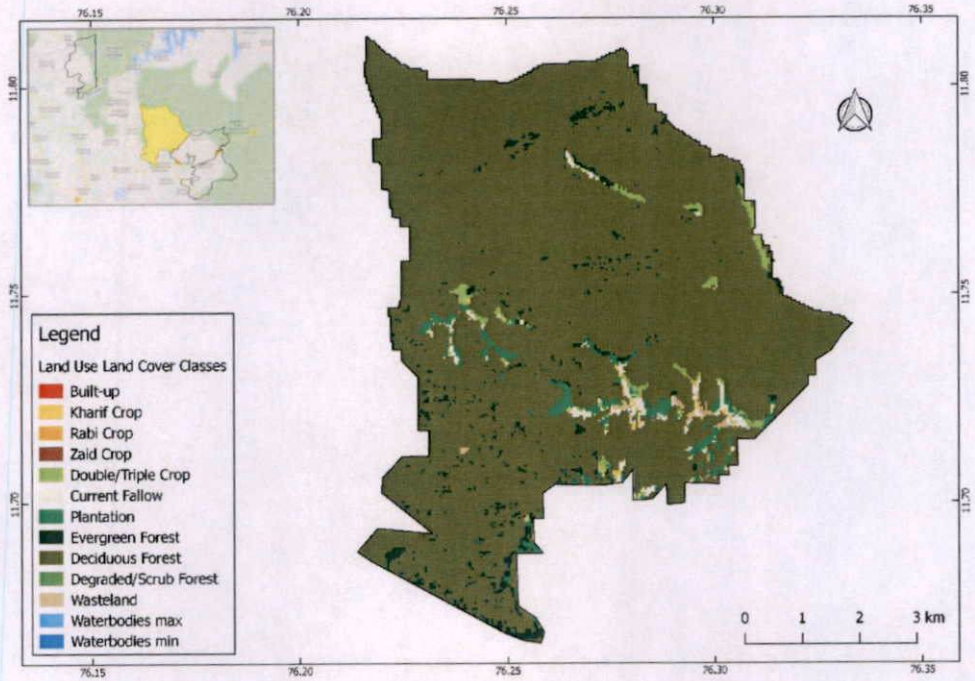 76.15
76.20
76.25
76.30
76.35
11.80
11.80
11.75
11.75
11.70
11.70
Legend
Land Use Land Cover Classes
Built-up
Kharif Crop
Rabi Crop
Zaid Crop
Double/Triple Crop
Current Fallow
Plantation
Evergreen Forest
Deciduous Forest
Degraded/Scrub Forest
Wasteland
Waterbodies max
Waterbodies min
0 1 2 3 km
76.15
76.20
76.25
76.30
76.35